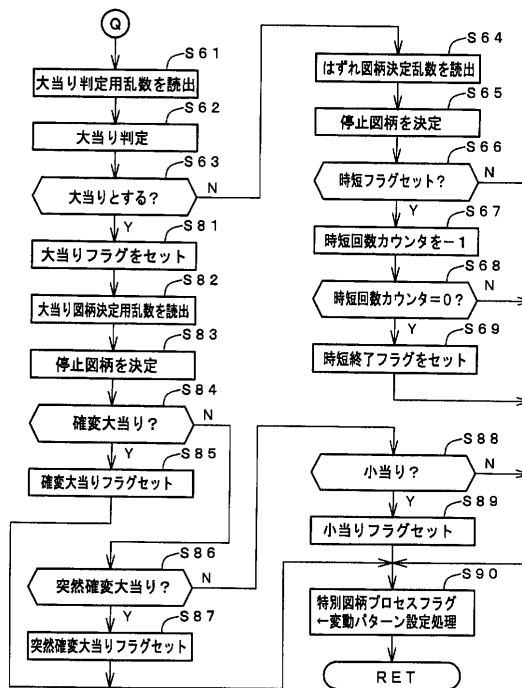 Q
S61
大当り判定用乱数を読出
S62
大当り判定
S63
大当りとする?
N
Y
S81
大当りフラグをセット
S82
大当り図柄決定用乱数を読出
S83
停止図柄を決定
S84
確変大当り?
N
Y
S85
確変大当りフラグセット
S86
突然確変大当り?
N
Y
S87
突然確変大当りフラグセット
S64
はずれ図柄決定乱数を読出
S65
停止図柄を決定
S66
時短フラグセット?
N
Y
S67
時短回数カウンタを-1
S68
時短回数カウンタ=0?
N
Y
S69
時短終了フラグをセット
S88
小当り?
N
Y
S89
小当りフラグセット
S90
特別図柄プロセスフラグ
←変動パターン設定処理
RET